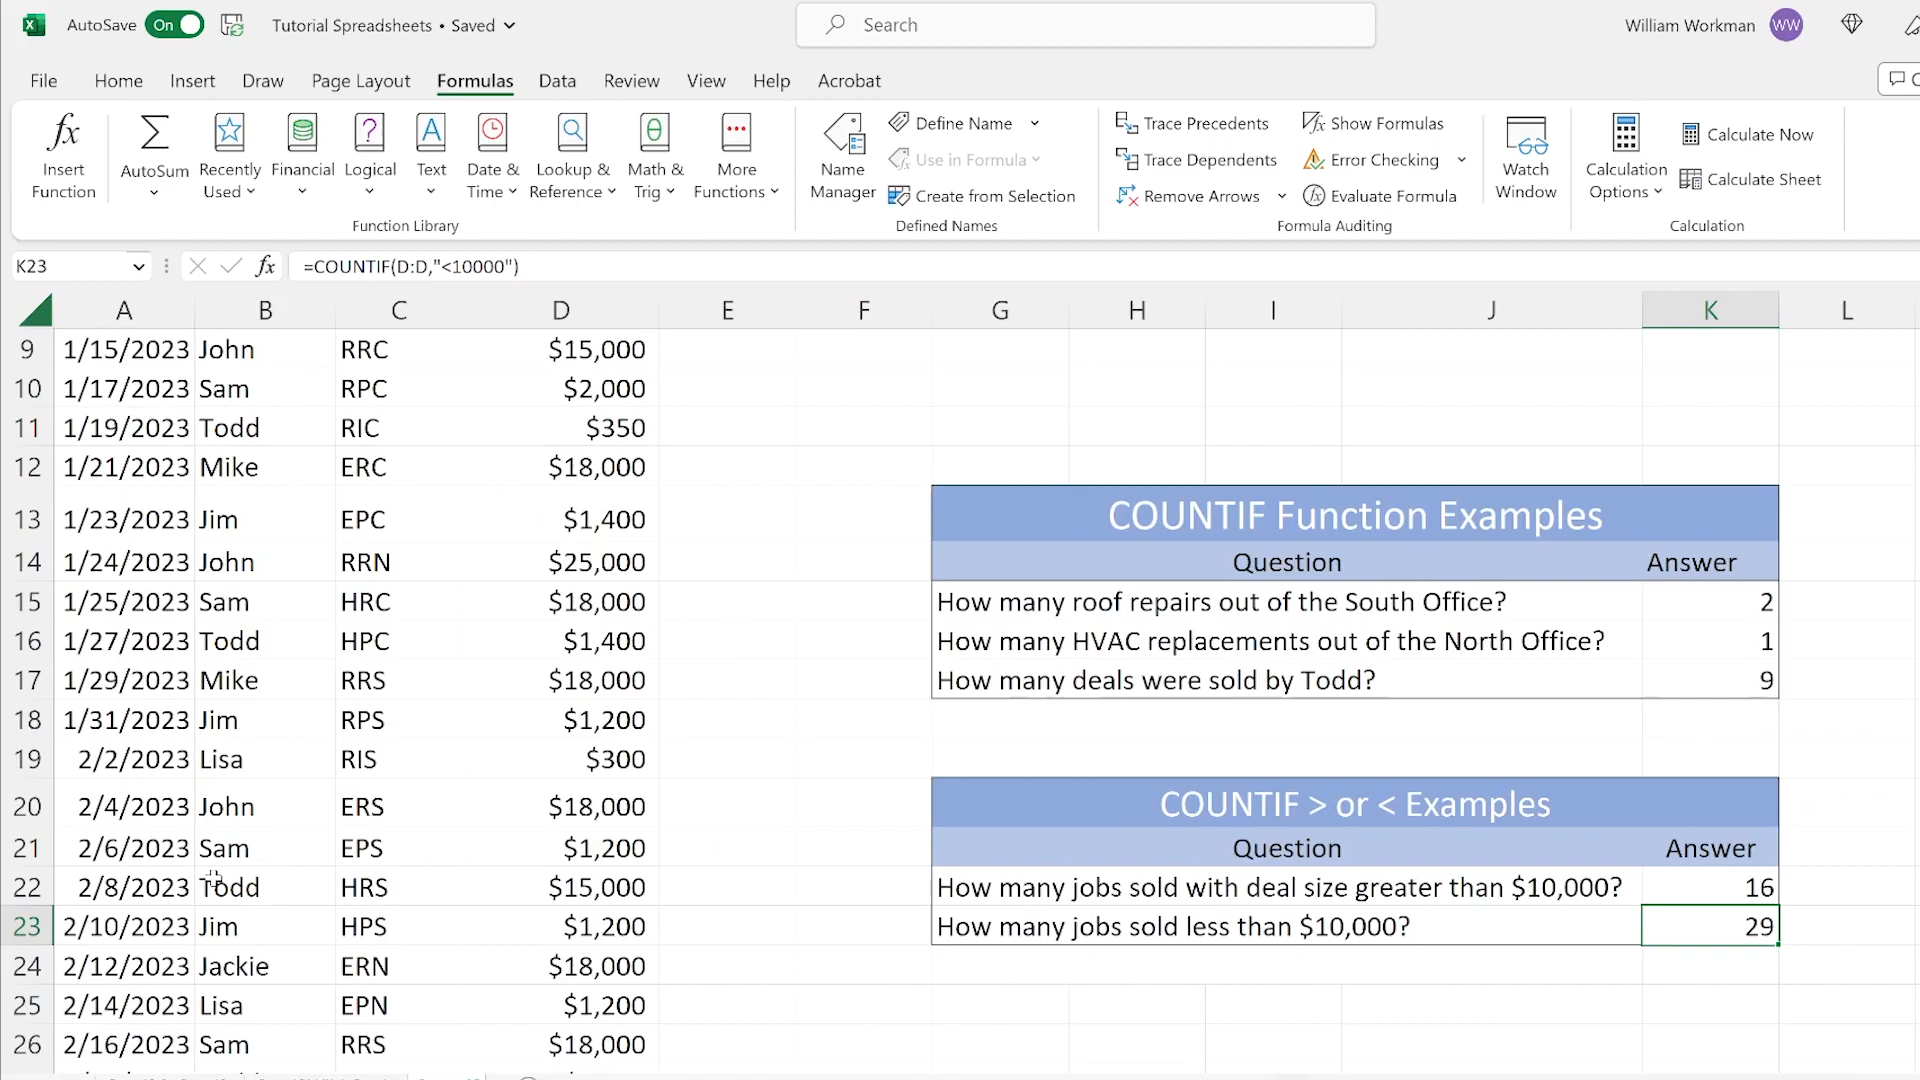 AutoSave On Tutorial Spreadsheets • Saved Search William Workman WW
File Home Insert Draw Page Layout Formulas Data Review View Help Acrobat
fx Insert Function
AutoSum
Recently Used
Financial
Logical
Text
Date & Time
Lookup & Reference
Math & Trig
More Functions
Function Library
Name Manager
Define Name
Use in Formula
Create from Selection
Defined Names
Trace Precedents
Trace Dependents
Remove Arrows
Show Formulas
Error Checking
Evaluate Formula
Formula Auditing
Watch Window
Calculation Options
Calculate Now
Calculate Sheet
Calculation
K23 fx =COUNTIF(D:D,"<10000")
A B C D E F G H I J K L
9 1/15/2023 John RRC $15,000
10 1/17/2023 Sam RPC $2,000
11 1/19/2023 Todd RIC $350
12 1/21/2023 Mike ERC $18,000
13 1/23/2023 Jim EPC $1,400 COUNTIF Function Examples
14 1/24/2023 John RRN $25,000 Question Answer
15 1/25/2023 Sam HRC $18,000 How many roof repairs out of the South Office? 2
16 1/27/2023 Todd HPC $1,400 How many HVAC replacements out of the North Office? 1
17 1/29/2023 Mike RRS $18,000 How many deals were sold by Todd? 9
18 1/31/2023 Jim RPS $1,200
19 2/2/2023 Lisa RIS $300
20 2/4/2023 John ERS $18,000 COUNTIF > or < Examples
21 2/6/2023 Sam EPS $1,200 Question Answer
22 2/8/2023 Todd HRS $15,000 How many jobs sold with deal size greater than $10,000? 16
23 2/10/2023 Jim HPS $1,200 How many jobs sold less than $10,000? 29
24 2/12/2023 Jackie ERN $18,000
25 2/14/2023 Lisa EPN $1,200
26 2/16/2023 Sam RRS $18,000